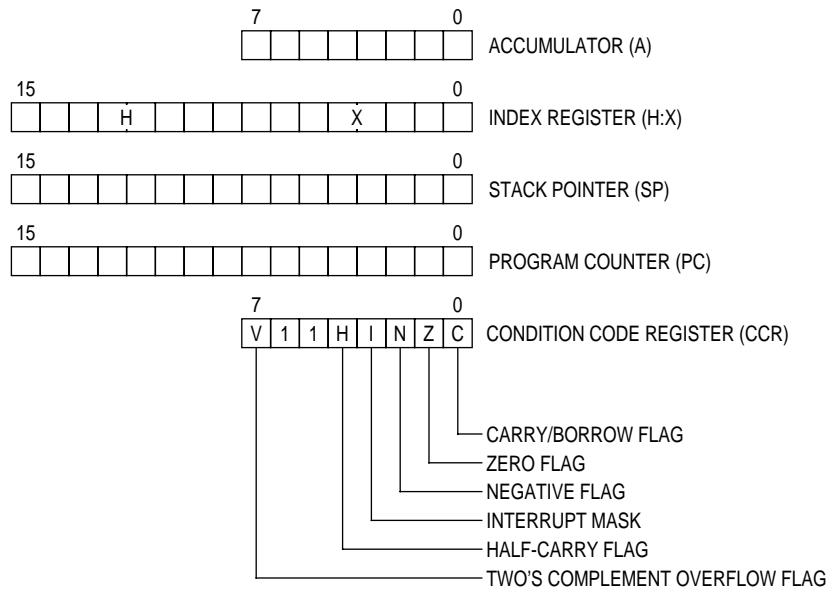 7 0
ACCUMULATOR (A)
15 0
H X INDEX REGISTER (H:X)
15 0
STACK POINTER (SP)
15 0
PROGRAM COUNTER (PC)
7 0
V 1 1 H I N Z C CONDITION CODE REGISTER (CCR)
CARRY/BORROW FLAG
ZERO FLAG
NEGATIVE FLAG
INTERRUPT MASK
HALF-CARRY FLAG
TWO'S COMPLEMENT OVERFLOW FLAG